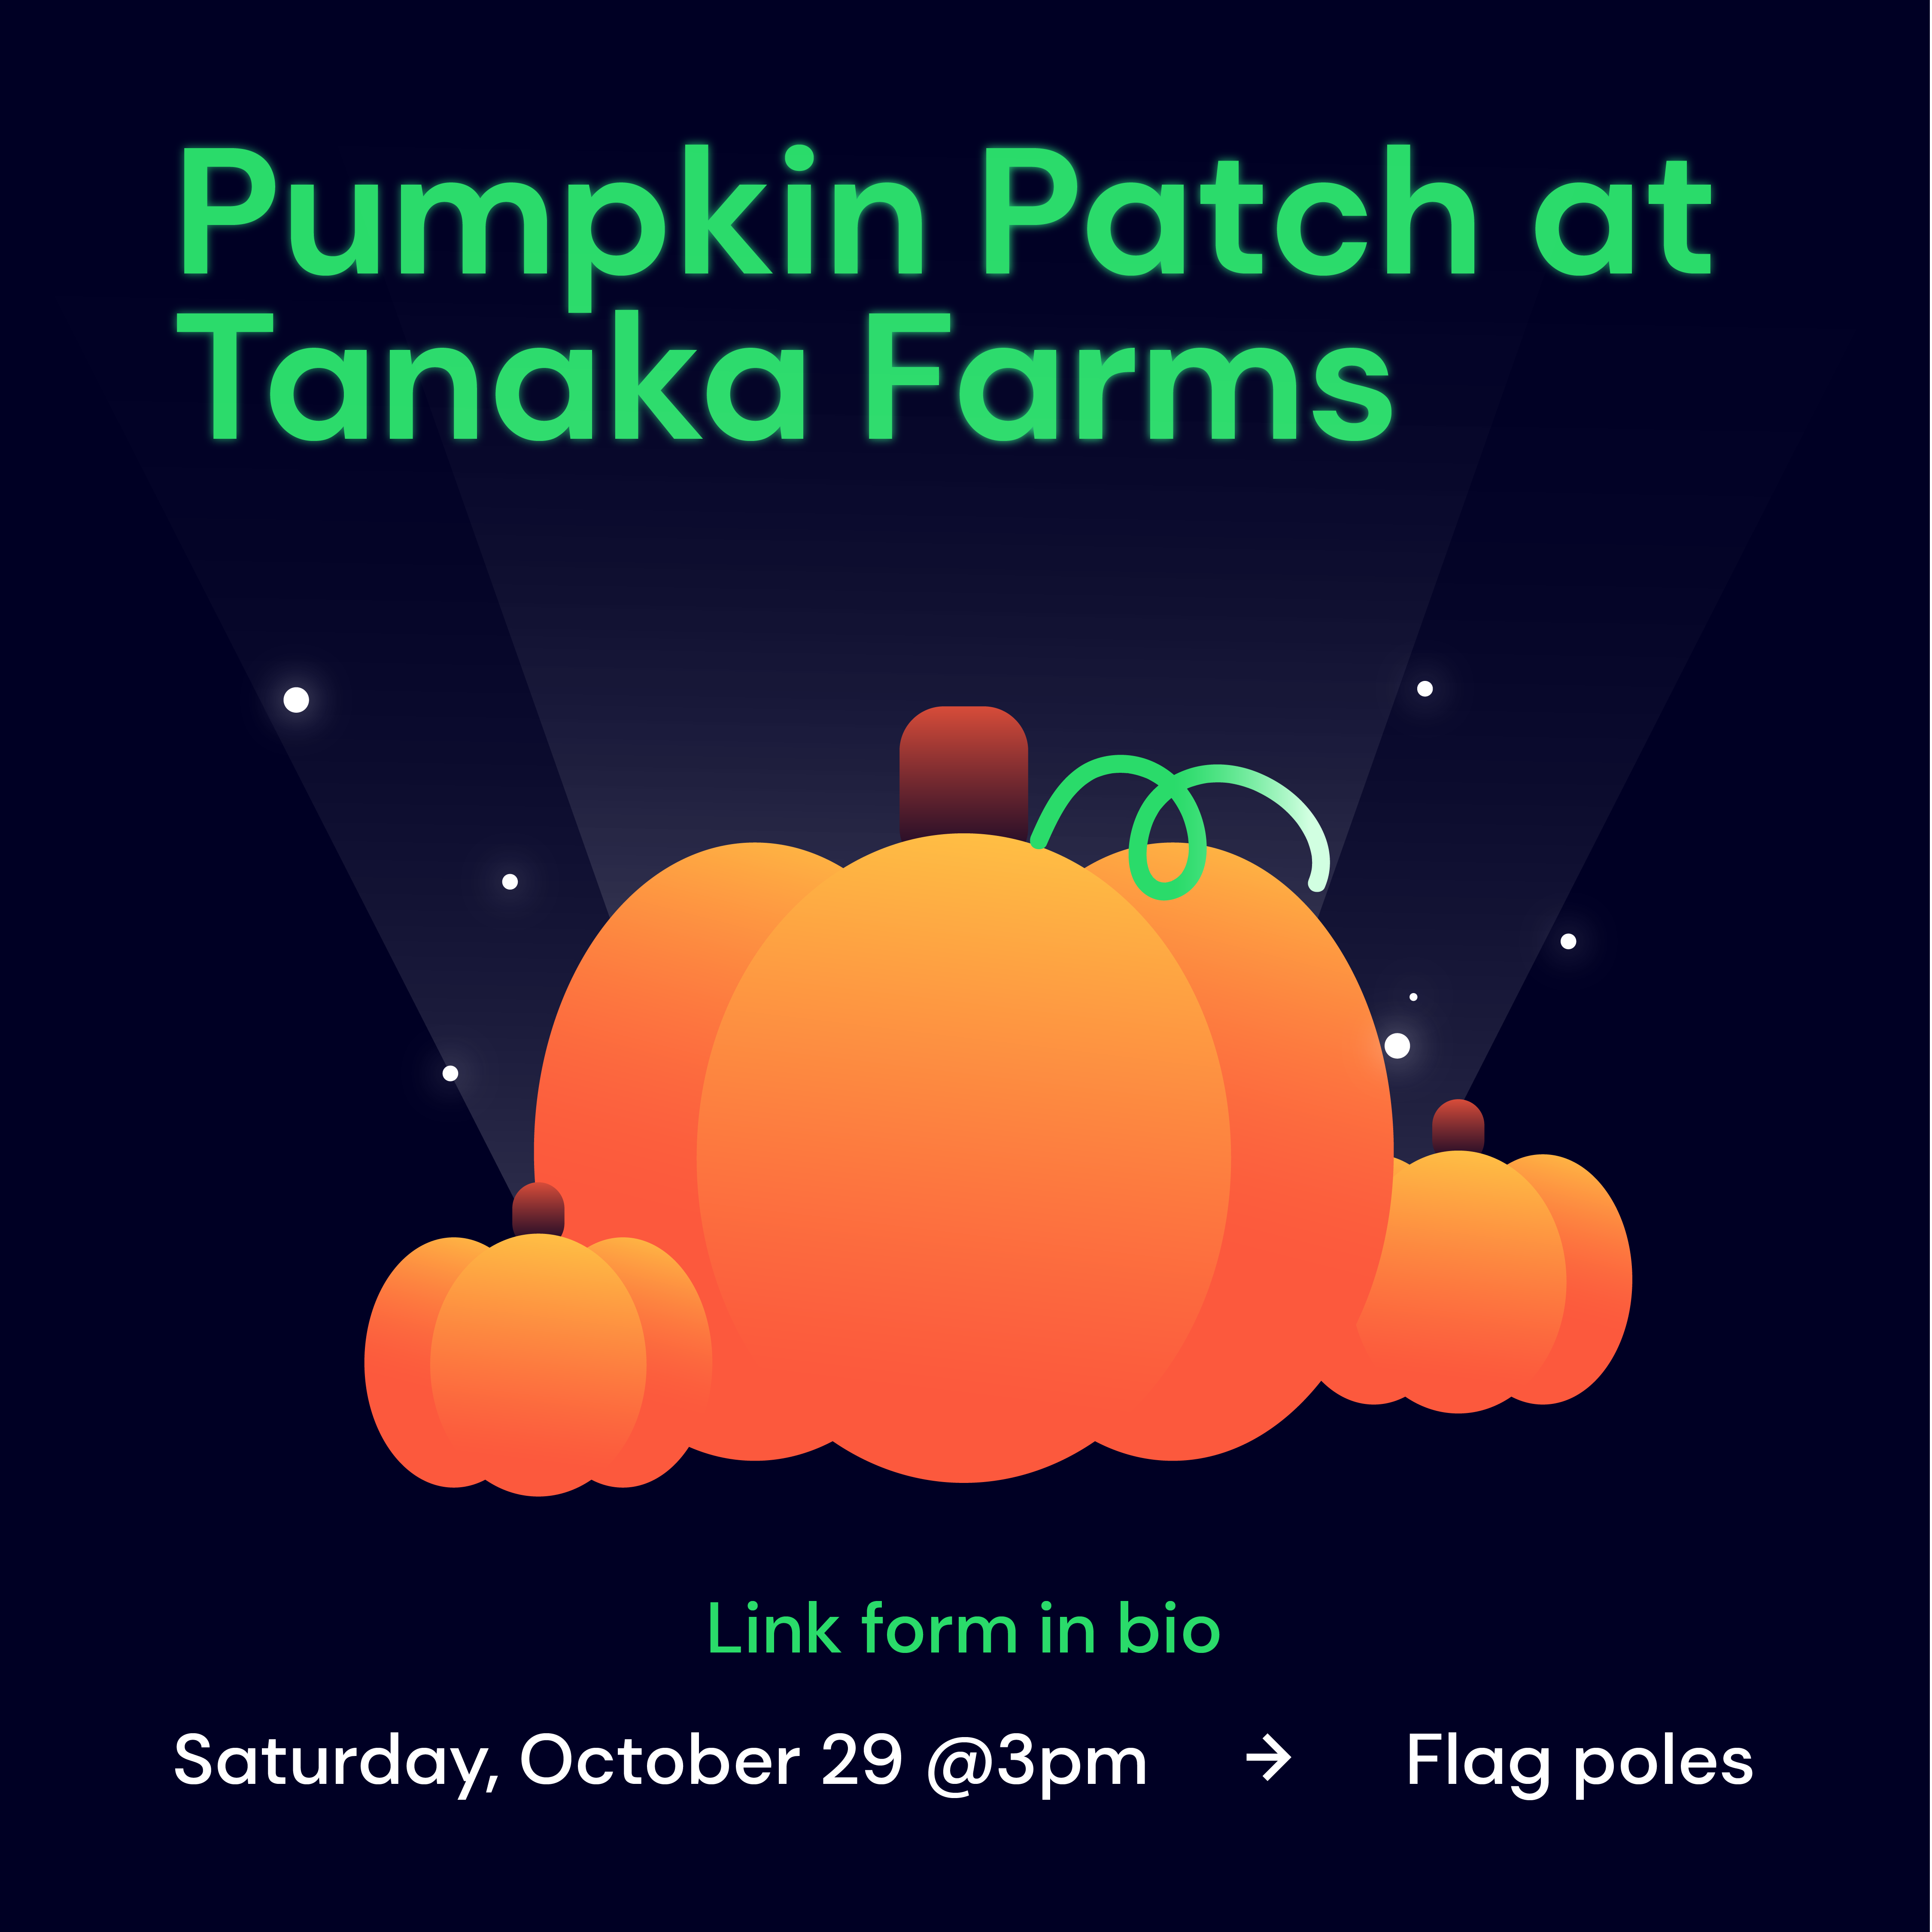 Pumpkin Patch at
Tanaka Farms
Link form in bio
Saturday, October 29 @3pm → Flag poles